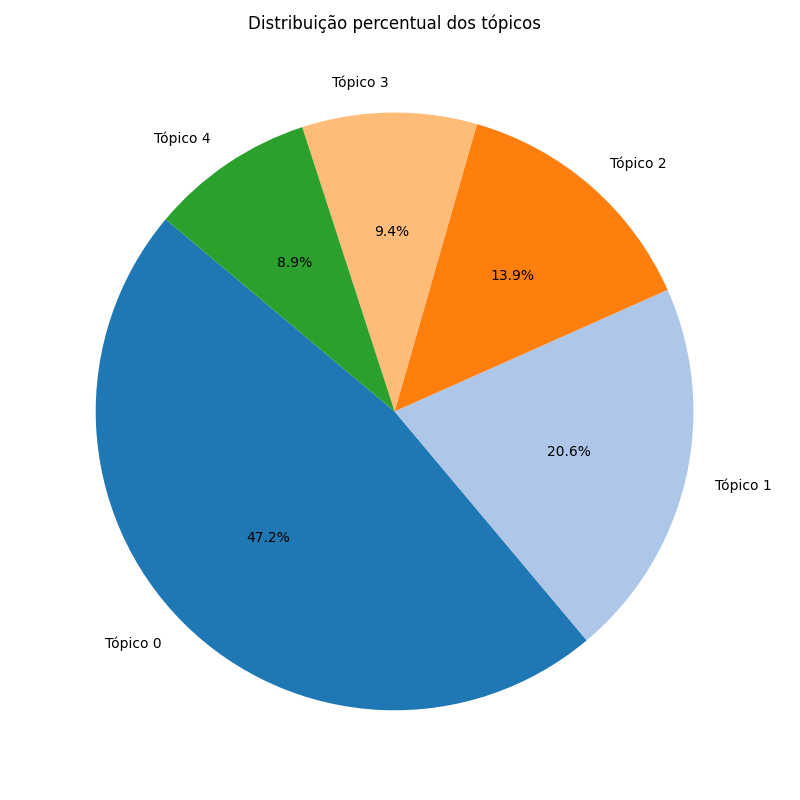 Distribuição percentual dos tópicos
Tópico 3
Tópico 4
Tópico 2
9.4%
8.9%
13.9%
20.6%
Tópico 1
47.2%
Tópico 0